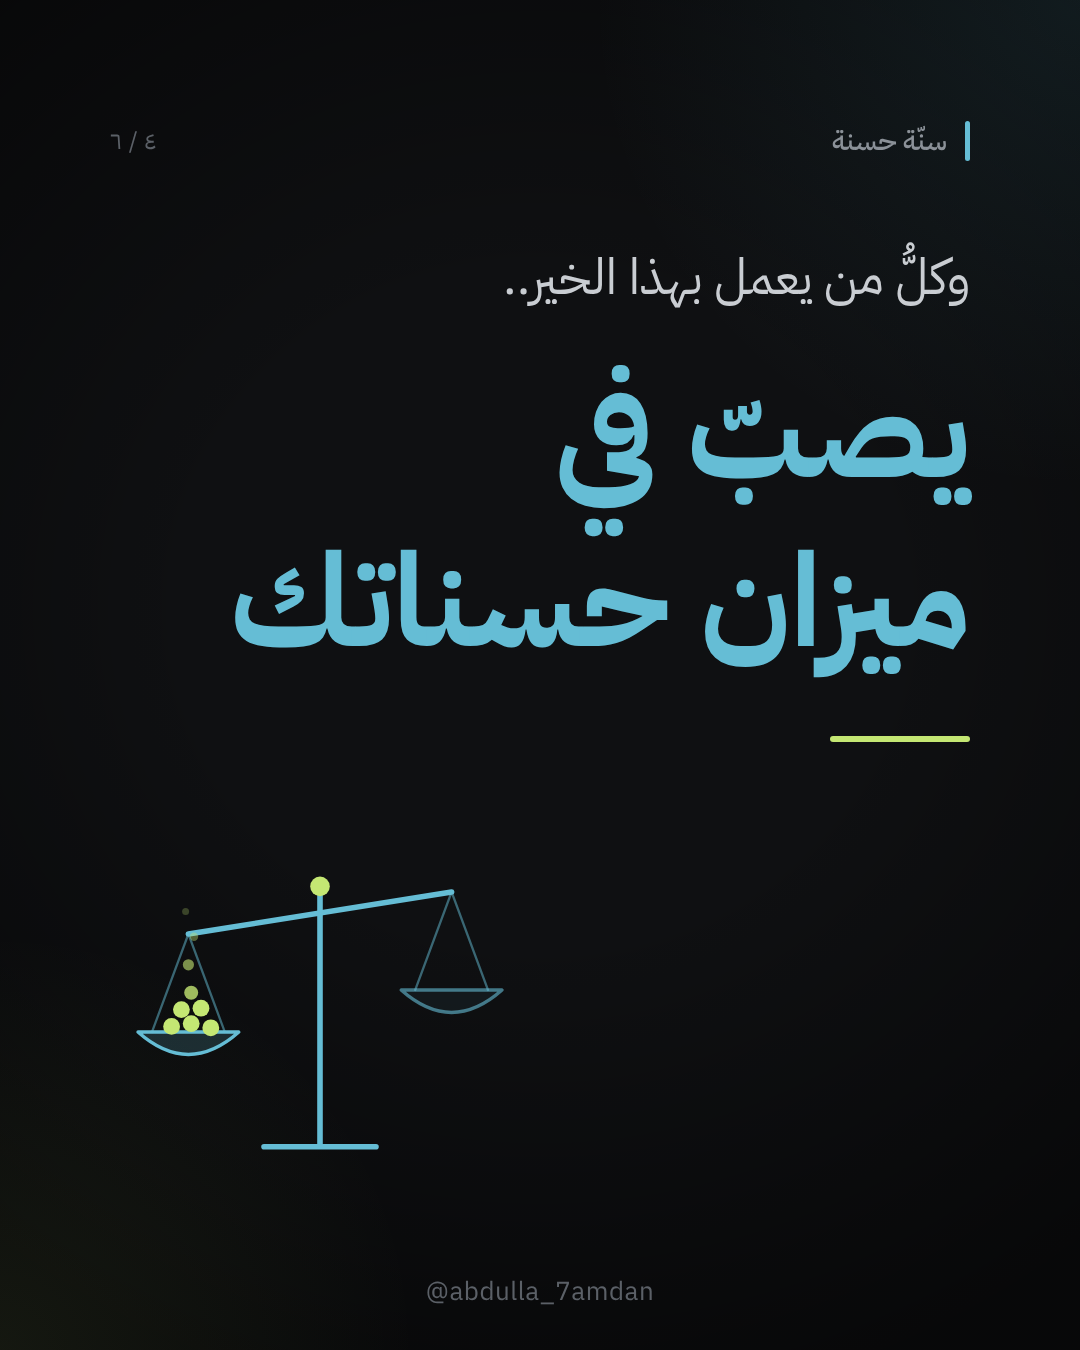 سنّة حسنة
٤ / ٦
وكلُّ من يعمل بهذا الخير..
يصبّ في
ميزان حسناتك
@abdulla_7amdan